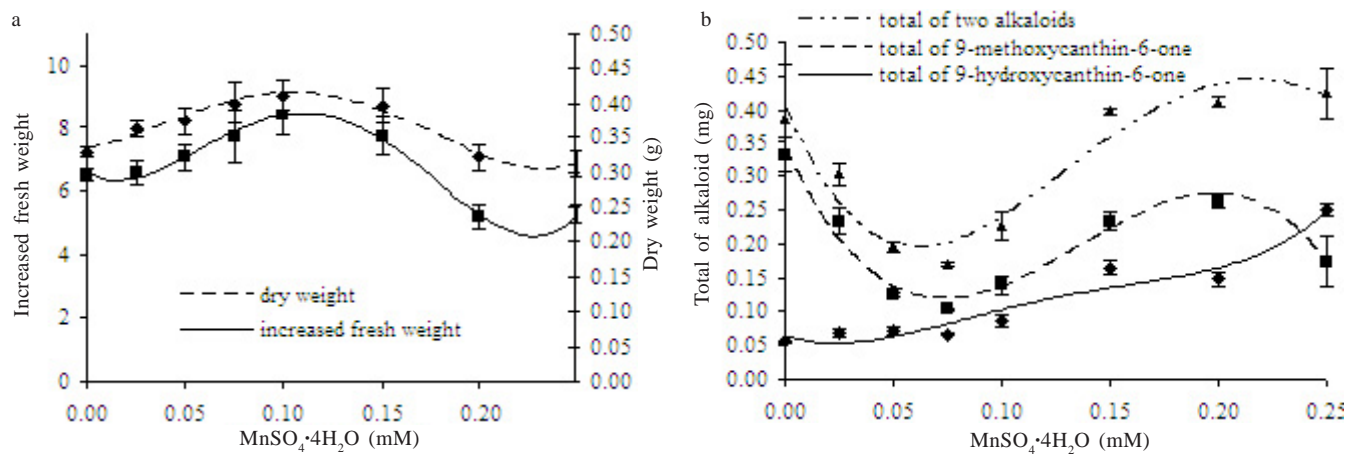 a
Increased fresh weight
10
8
6
4
2
0
0.50
0.45
0.40
0.35
0.30
0.25
0.20
0.15
0.10
0.05
0.00
Dry weight (g)
dry weight
increased fresh weight
0.00 0.05 0.10 0.15 0.20
MnSO₄·4H₂O (mM)
b
total of two alkaloids
total of 9-methoxycanthin-6-one
total of 9-hydroxycanthin-6-one
Total of alkaloid (mg)
0.50
0.45
0.40
0.35
0.30
0.25
0.20
0.15
0.10
0.05
0.00
0.00 0.05 0.10 0.15 0.20 0.25
MnSO₄·4H₂O (mM)